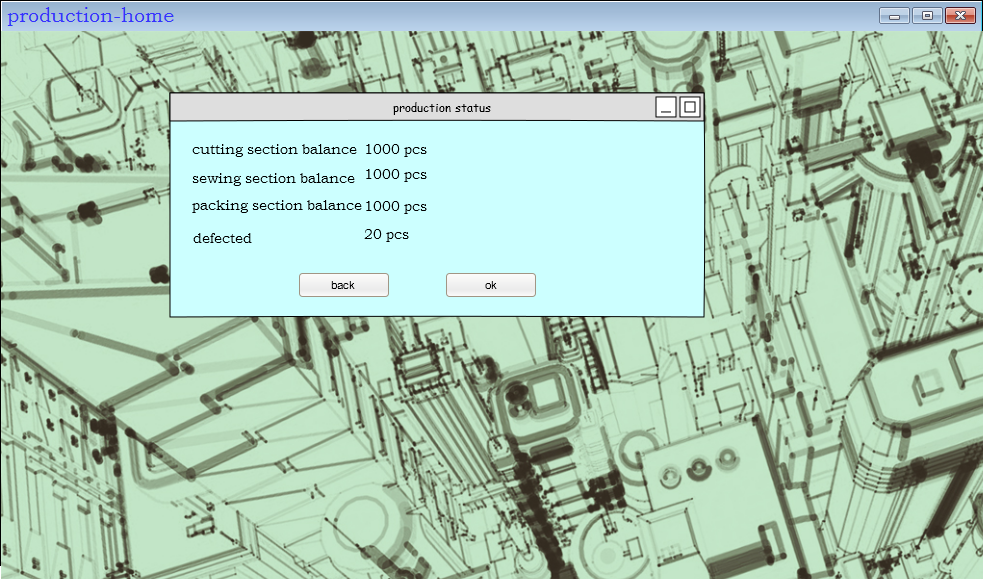 production-home
production status
cutting section balance 1000 pcs
sewing section balance 1000 pcs
packing section balance 1000 pcs
defected 20 pcs
back ok